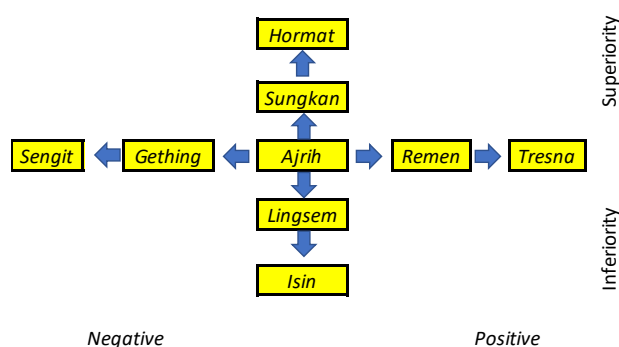 Hormat
Superiority
Sungkan
Sengit
Gething
Ajrih
Remen
Tresna
Lingsem
Inferiority
Isin
Negative
Positive